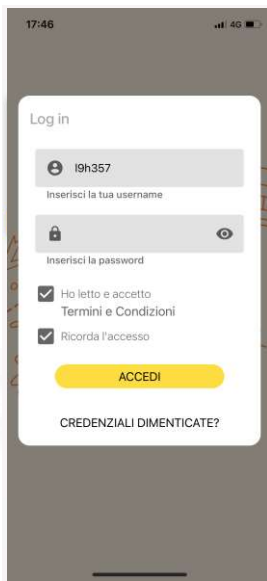 17:46
4G
Log in
l9h357
Inserisci la tua username
Inserisci la password
Ho letto e accetto
Termini e Condizioni
Ricorda l'accesso
ACCEDI
CREDENZIALI DIMENTICATE?